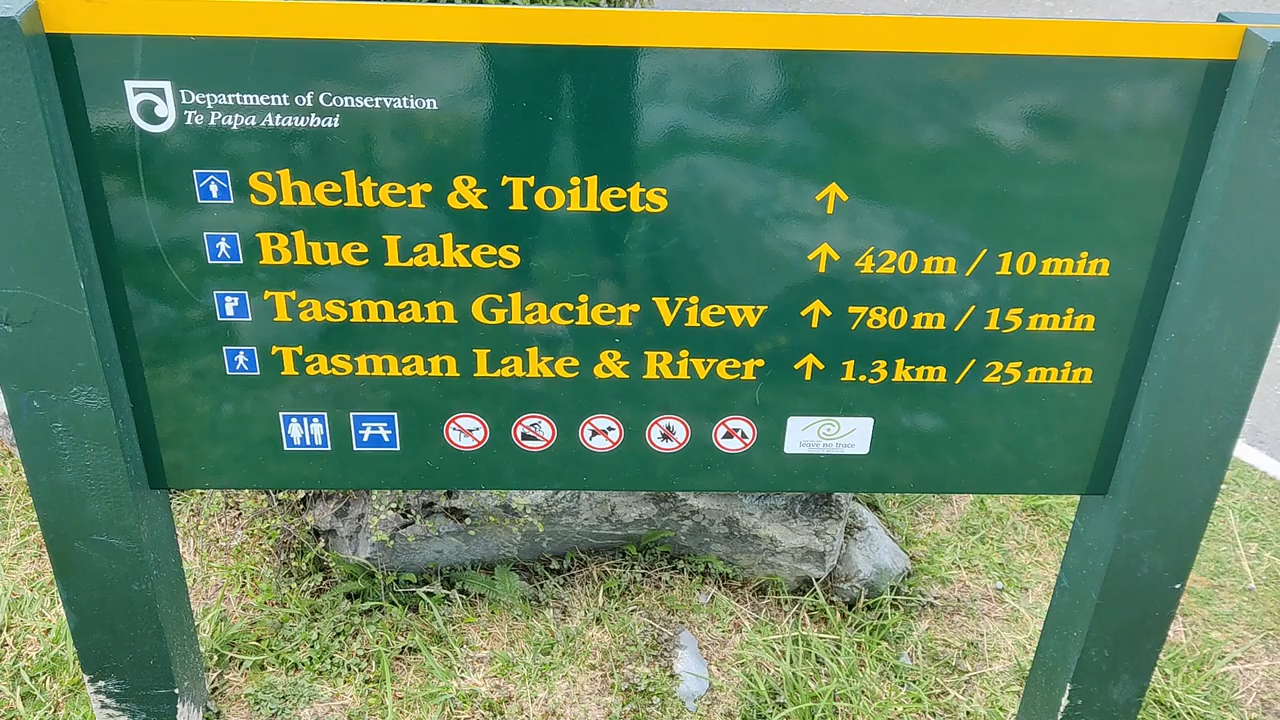 Department of Conservation
Te Papa Atawhai
Shelter & Toilets ↑
Blue Lakes ↑ 420 m / 10 min
Tasman Glacier View ↑ 780 m / 15 min
Tasman Lake & River ↑ 1.3 km / 25 min
leave no trace